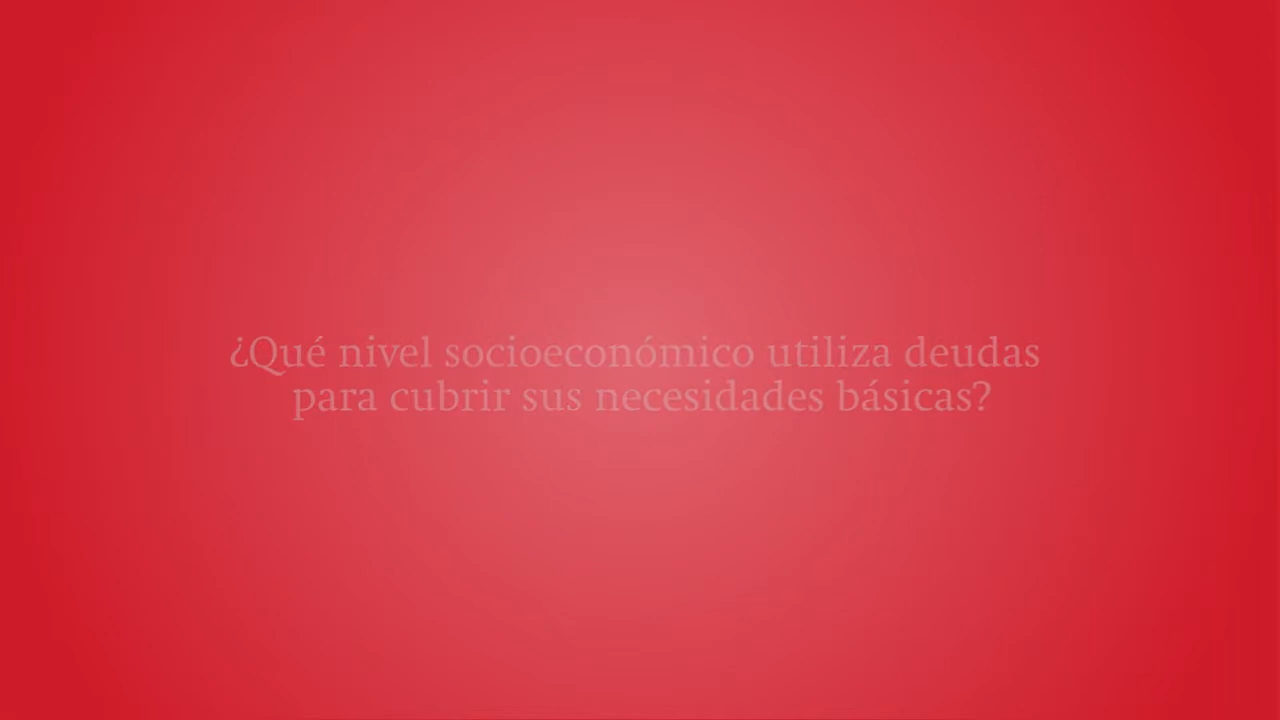 ¿Qué nivel socioeconómico utiliza deudas
para cubrir sus necesidades básicas?